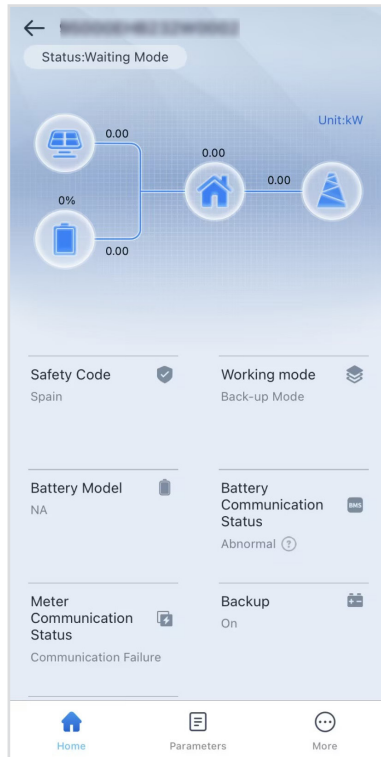 Status:Waiting Mode
Unit:kW
0.00
0.00
0.00
0%
0.00
Safety Code
Spain
Working mode
Back-up Mode
Battery Model
NA
Battery
Communication
Status
BMS
Abnormal ?
Meter
Communication
Status
Communication Failure
Backup
On
Home
Parameters
More